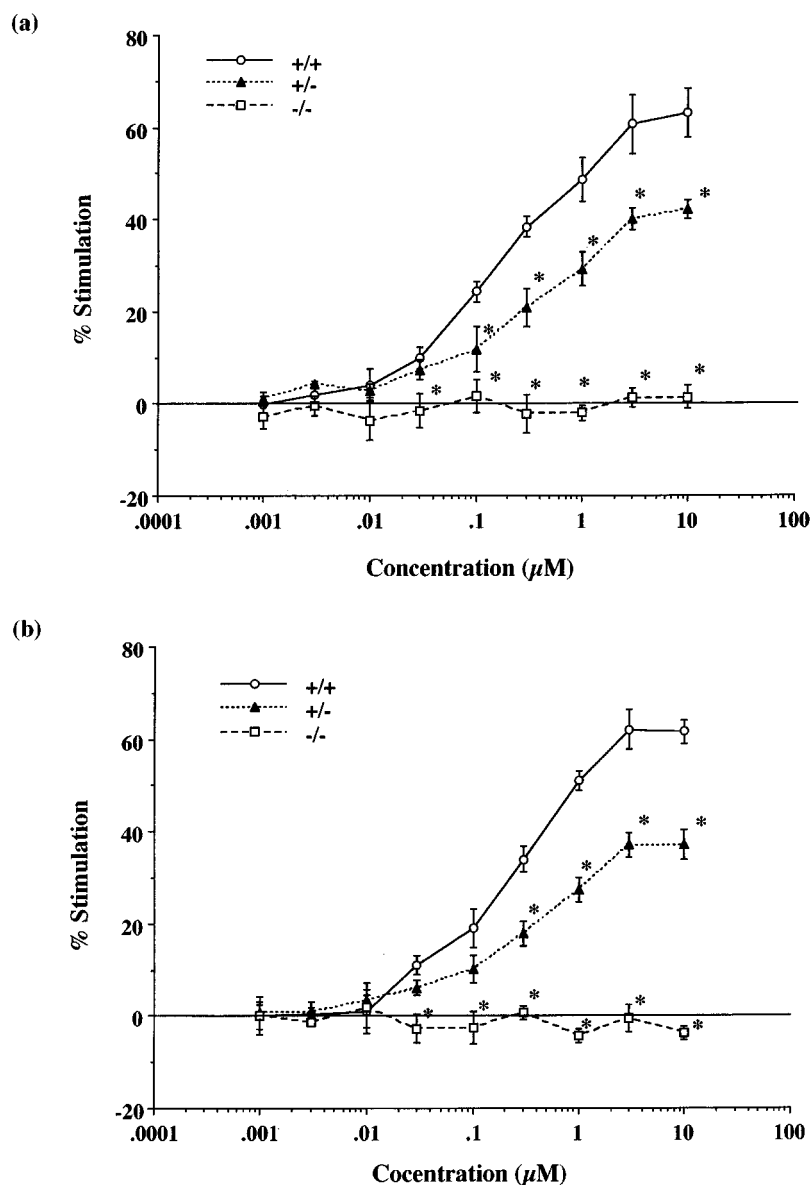 (a)
80
60
40
20
0
-20
% Stimulation
+/+
+/-
-/-
* * * * *
* * * * * *
.0001 .001 .01 .1 1 10 100
Concentration (µM)
(b)
80
60
40
20
0
-20
% Stimulation
+/+
+/-
-/-
* * * *
* * * * * *
.0001 .001 .01 .1 1 10 100
Cocentration (µM)